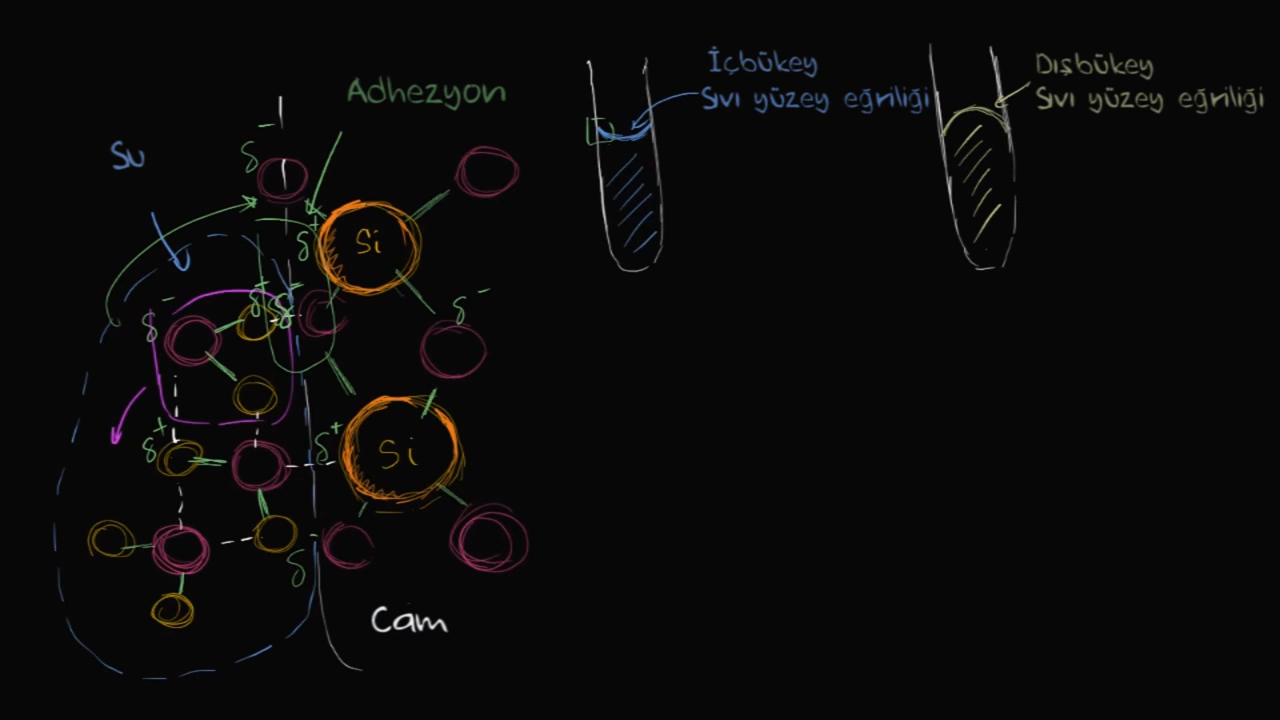 İçbükey
Sıvı yüzey eğriliği
Dışbükey
Sıvı yüzey eğriliği
Adhezyon
Su
δ⁻
Si
δ⁺
δ⁻
δ⁺
δ⁻
δ⁻
δ⁺
δ⁺
Si
δ⁻
Cam